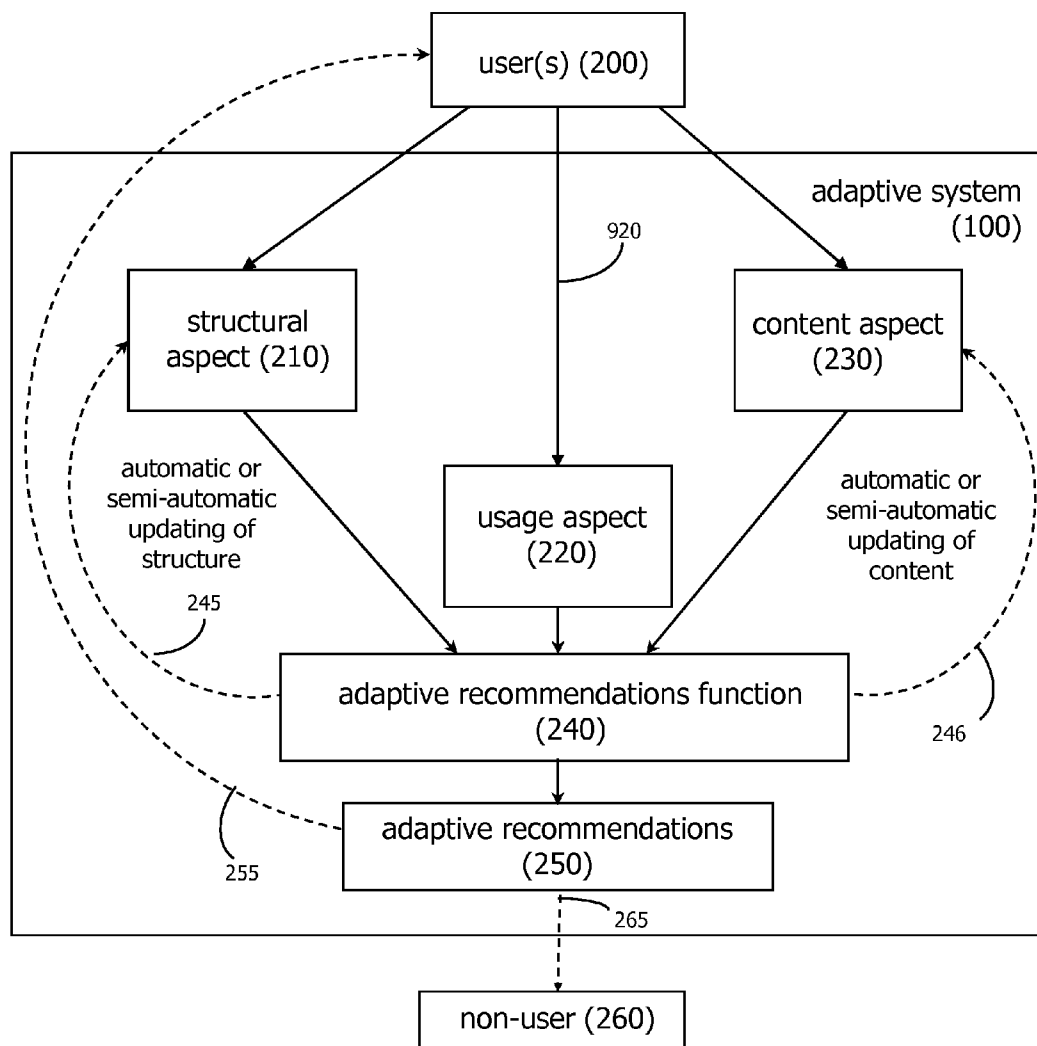 user(s) (200)
adaptive system
(100)
920
structural
aspect (210)
content aspect
(230)
automatic or
semi-automatic
updating of
structure
usage aspect
(220)
automatic or
semi-automatic
updating of
content
245
adaptive recommendations function
(240)
246
adaptive recommendations
(250)
255
265
non-user (260)